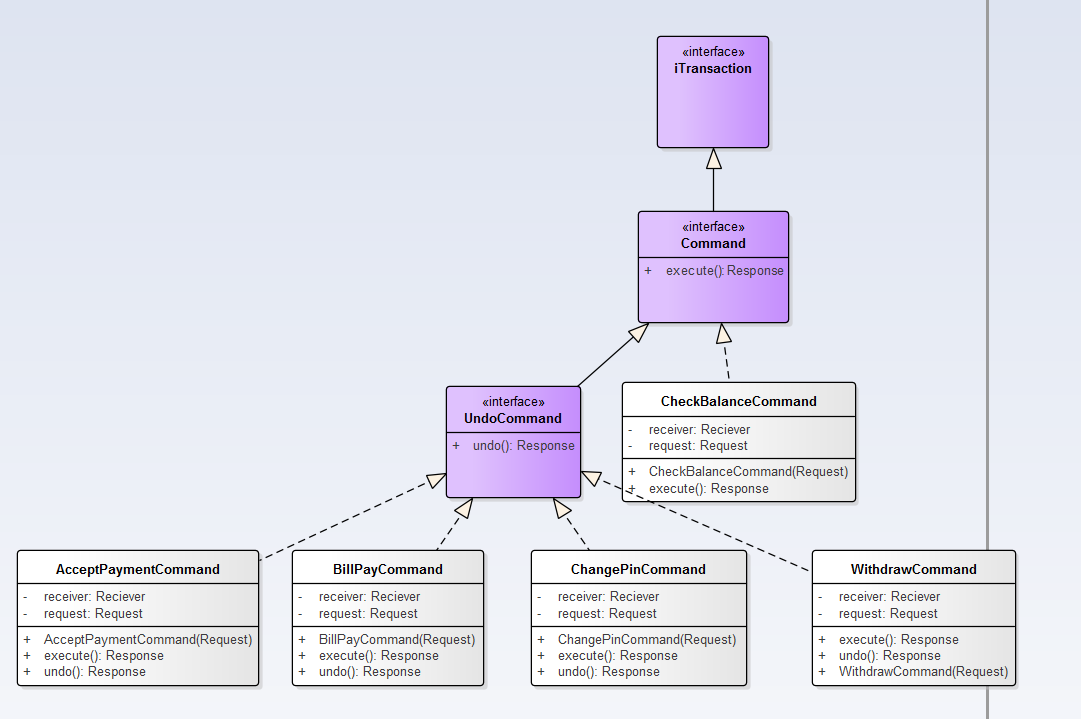 «interface»
iTransaction
«interface»
Command
+ execute(): Response
«interface»
UndoCommand
+ undo(): Response
CheckBalanceCommand
- receiver: Reciever
- request: Request
+ CheckBalanceCommand(Request)
+ execute(): Response
AcceptPaymentCommand
- receiver: Reciever
- request: Request
+ AcceptPaymentCommand(Request)
+ execute(): Response
+ undo(): Response
BillPayCommand
- receiver: Reciever
- request: Request
+ BillPayCommand(Request)
+ execute(): Response
+ undo(): Response
ChangePinCommand
- receiver: Reciever
- request: Request
+ ChangePinCommand(Request)
+ execute(): Response
+ undo(): Response
WithdrawCommand
- receiver: Reciever
- request: Request
+ execute(): Response
+ undo(): Response
+ WithdrawCommand(Request)